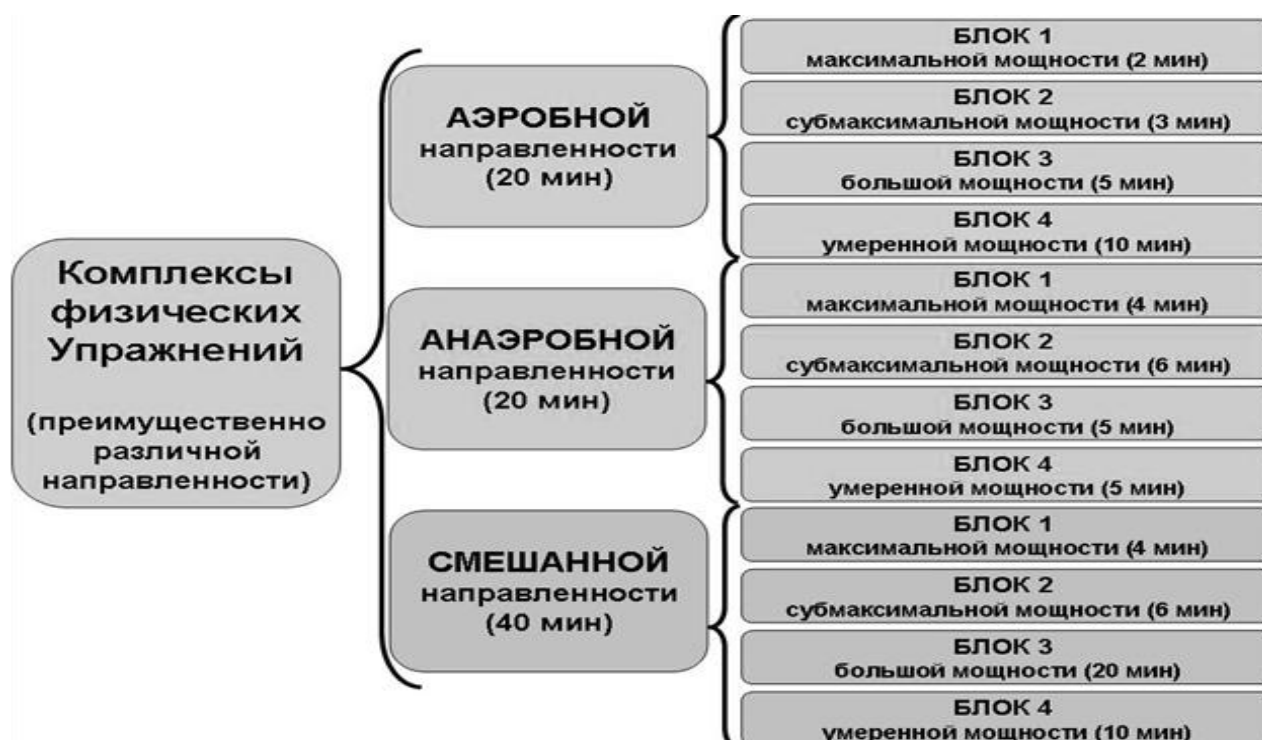 Комплексы
физических
Упражнений
(преимущественно
различной
направленности)
АЭРОБНОЙ
направленности
(20 мин)
БЛОК 1
максимальной мощности (2 мин)
БЛОК 2
субмаксимальной мощности (3 мин)
БЛОК 3
большой мощности (5 мин)
БЛОК 4
умеренной мощности (10 мин)
АНАЭРОБНОЙ
направленности
(20 мин)
БЛОК 1
максимальной мощности (4 мин)
БЛОК 2
субмаксимальной мощности (6 мин)
БЛОК 3
большой мощности (5 мин)
БЛОК 4
умеренной мощности (5 мин)
СМЕШАННОЙ
направленности
(40 мин)
БЛОК 1
максимальной мощности (4 мин)
БЛОК 2
субмаксимальной мощности (6 мин)
БЛОК 3
большой мощности (20 мин)
БЛОК 4
умеренной мощности (10 мин)